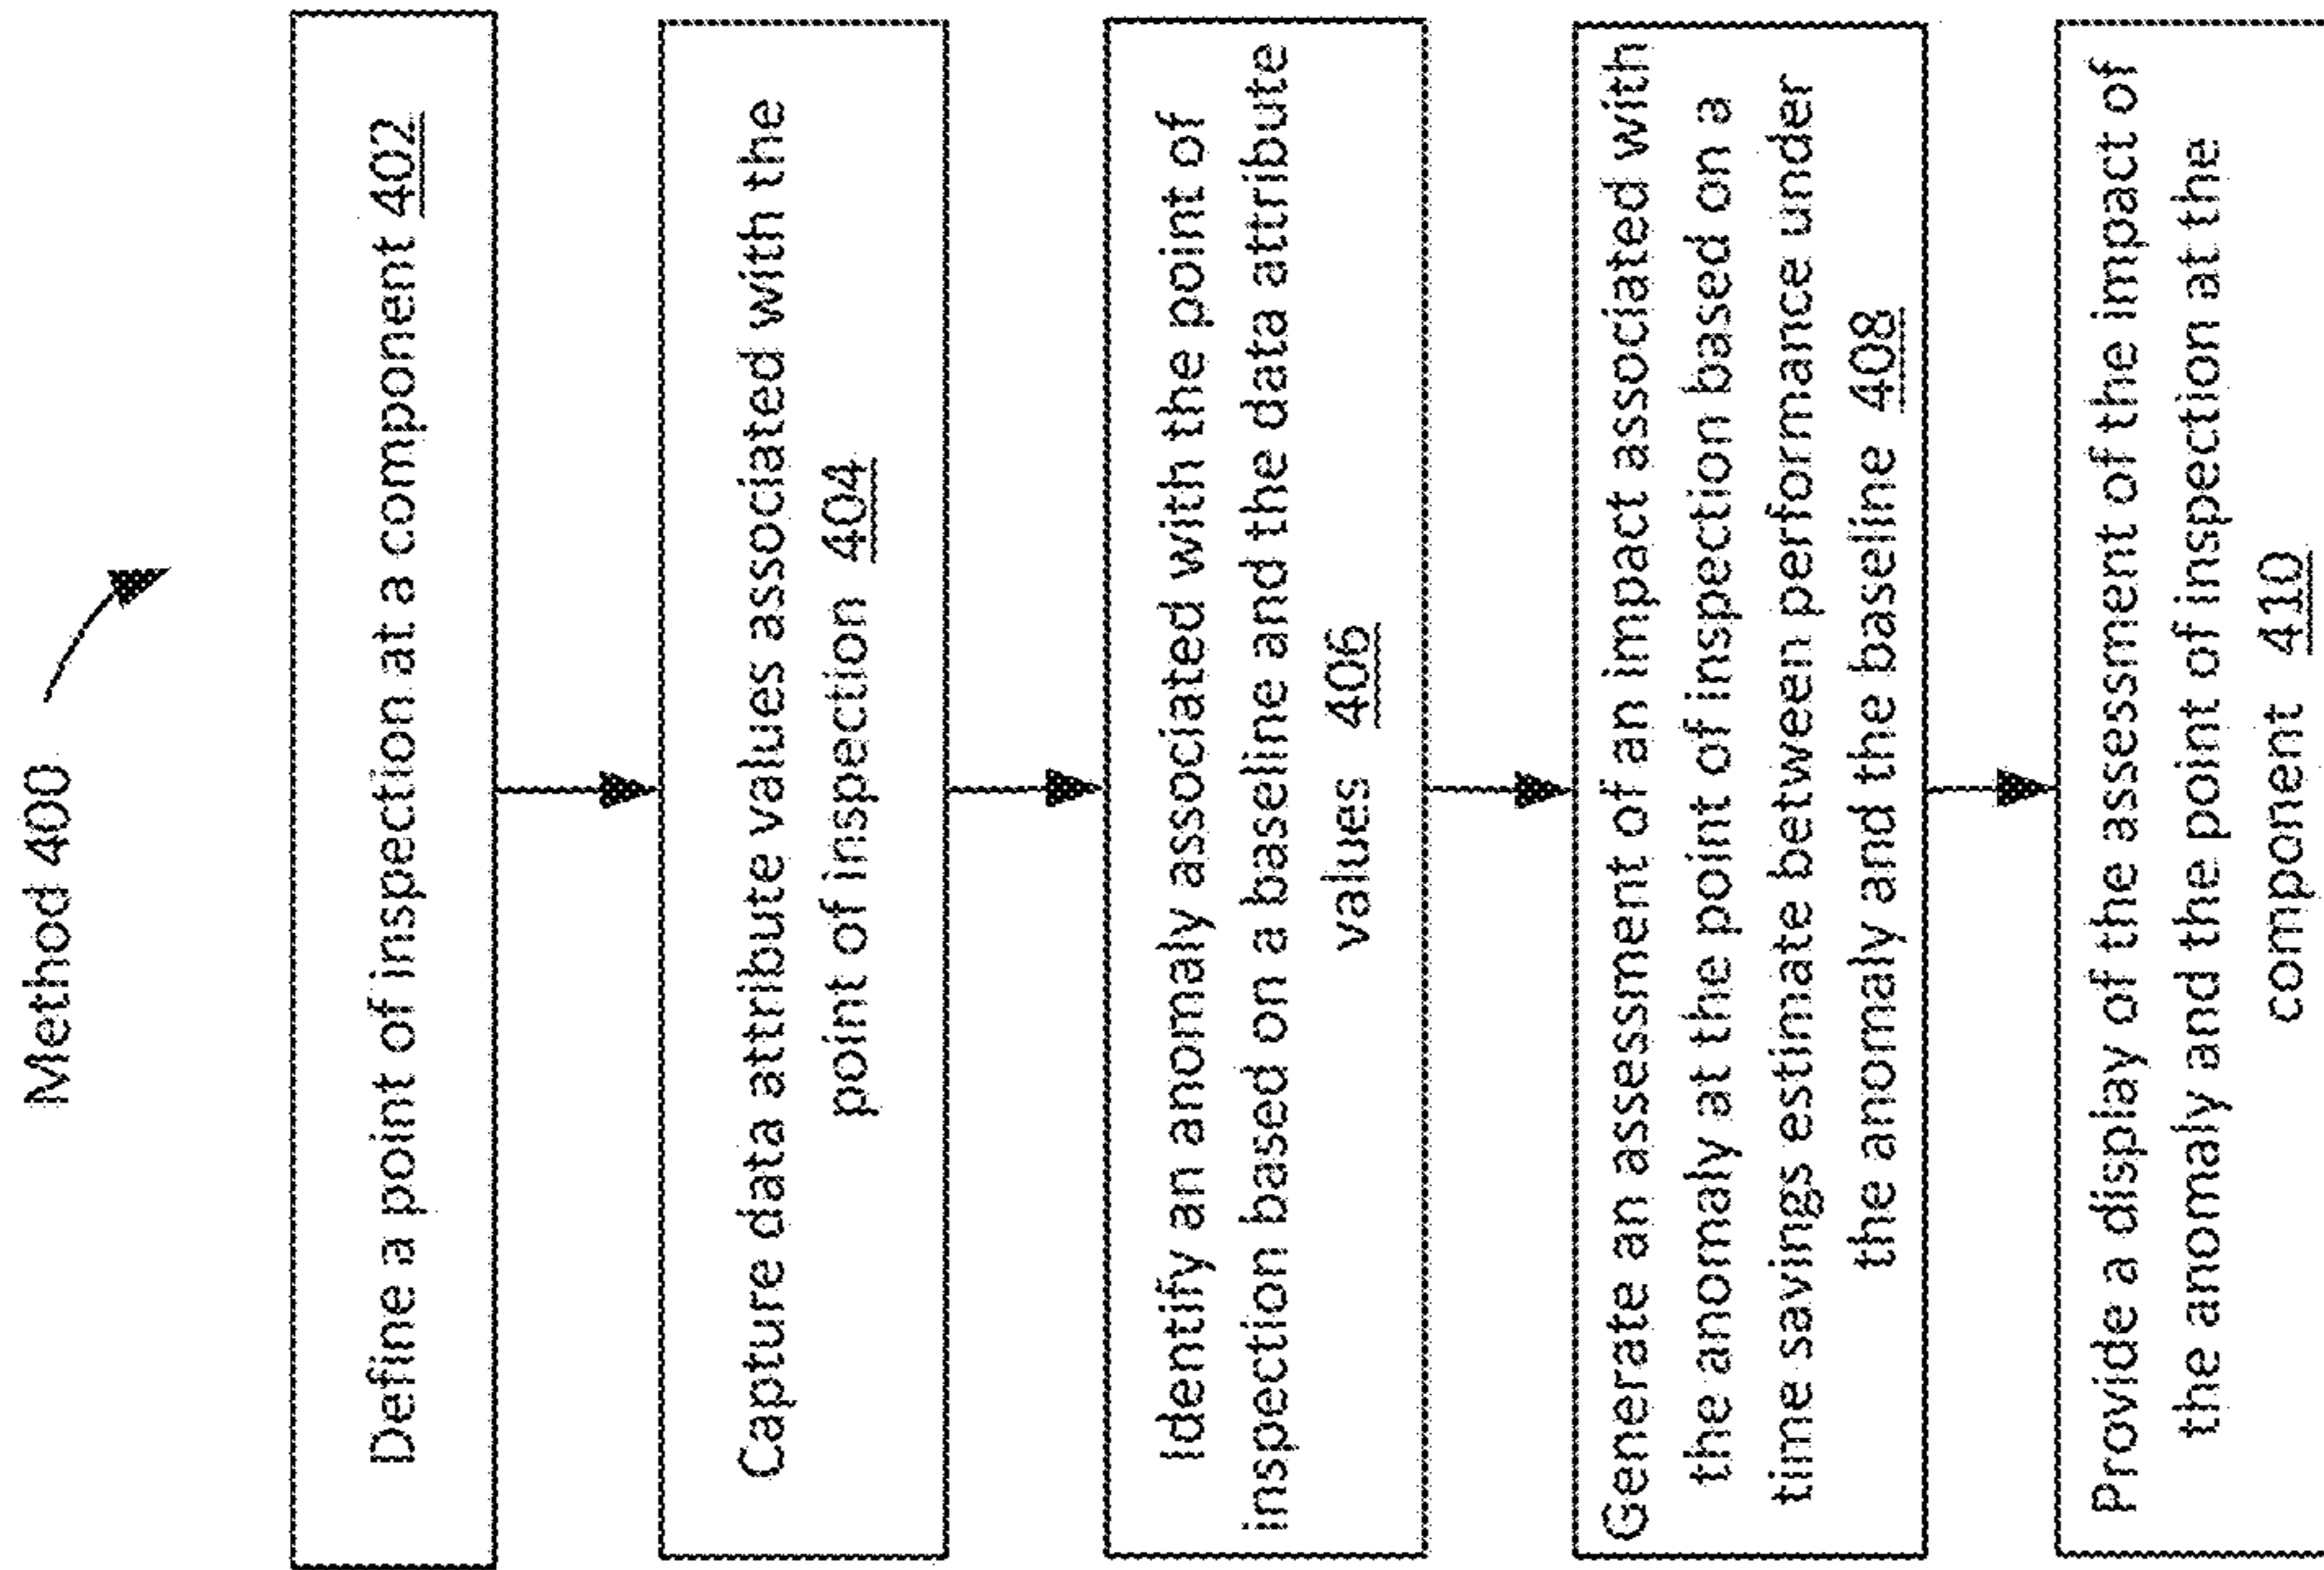 Method 400
Define a point of inspection at a component 402
Capture data attribute values associated with the
point of inspection 404
Identify an anomaly associated with the point of
inspection based on a baseline and the data attribute
values 406
Generate an assessment of an impact associated with
the anomaly at the point of inspection based on a
time savings estimate between performance under
the anomaly and the baseline 408
Provide a display of the assessment of the impact of
the anomaly and the point of inspection at the
component 410